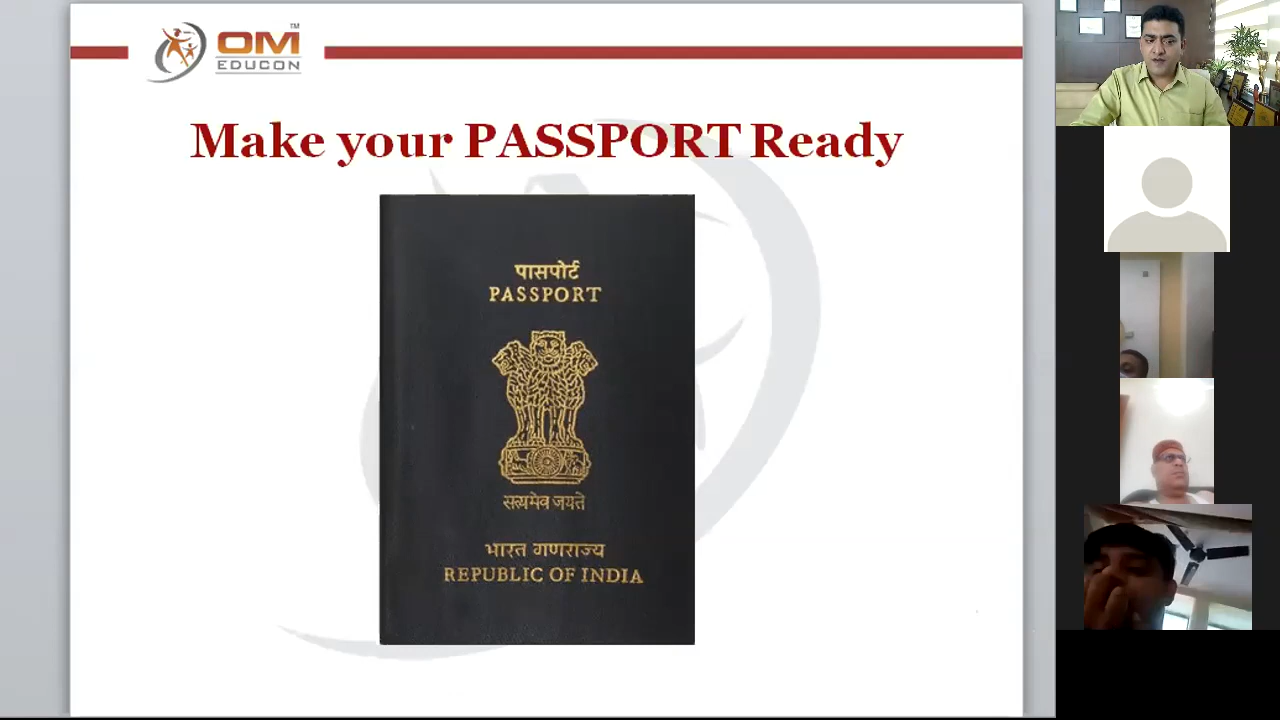 OM
TM
EDUCON
Make your PASSPORT Ready
पासपोर्ट
PASSPORT
सत्यमेव जयते
भारत गणराज्य
REPUBLIC OF INDIA